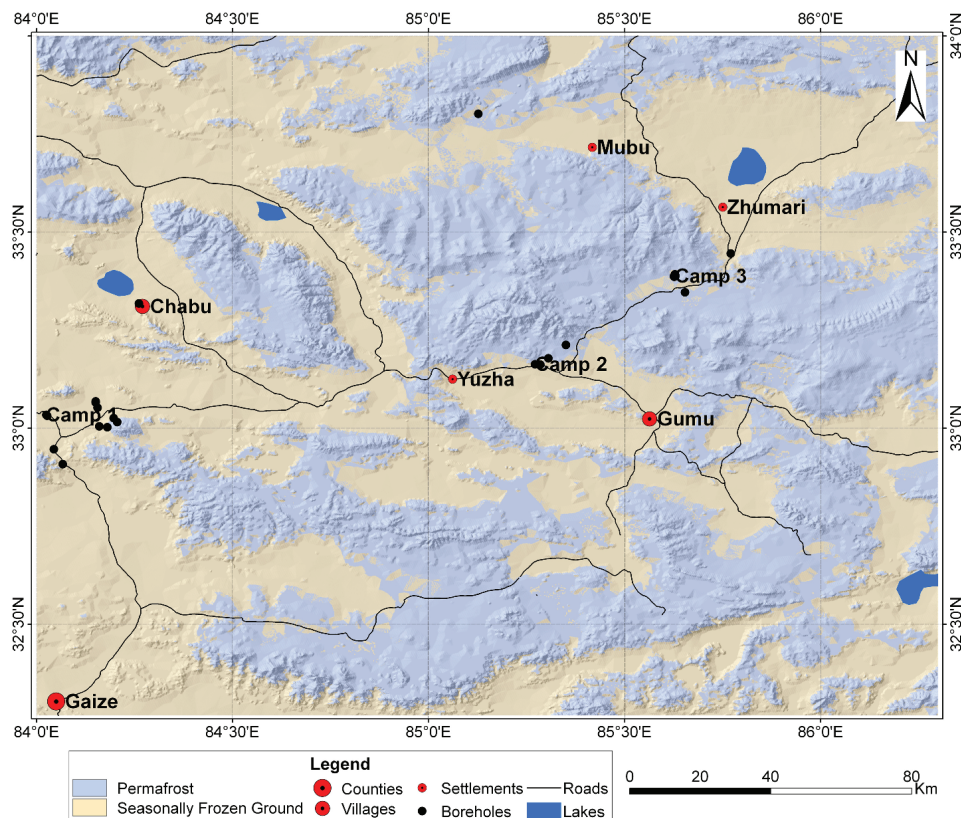 84°0'E 84°30'E 85°0'E 85°30'E 86°0'E
34°0'N 34°0'N
N
Mubu
Zhumari
33°30'N 33°30'N
Camp 3
Chabu
Camp 2
Yuzha
Camp 1
Gumu
33°0'N 33°0'N
32°30'N 32°30'N
Gaize
84°0'E 84°30'E 85°0'E 85°30'E 86°0'E
Legend
Permafrost Counties Settlements Roads
Seasonally Frozen Ground Villages Boreholes Lakes
0 20 40 80
Km